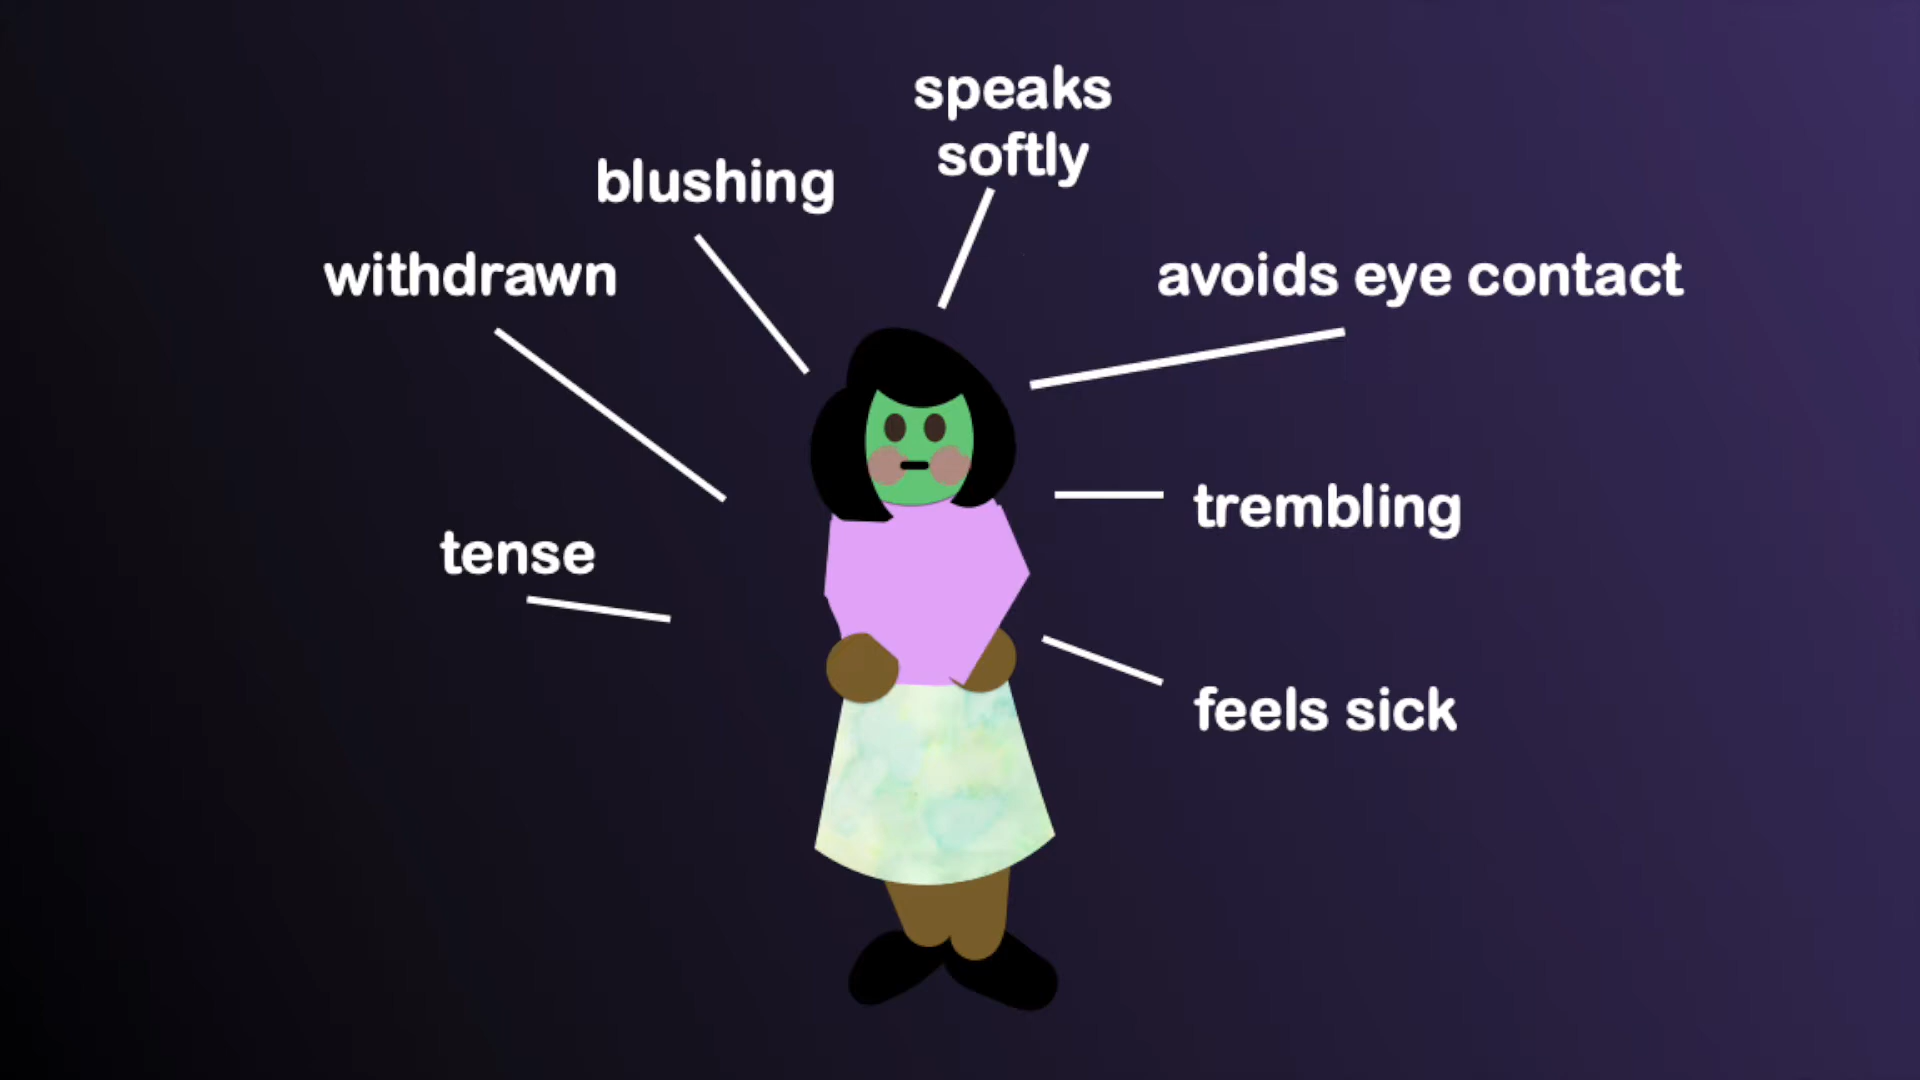 speaks
softly
blushing
withdrawn
avoids eye contact
trembling
tense
feels sick